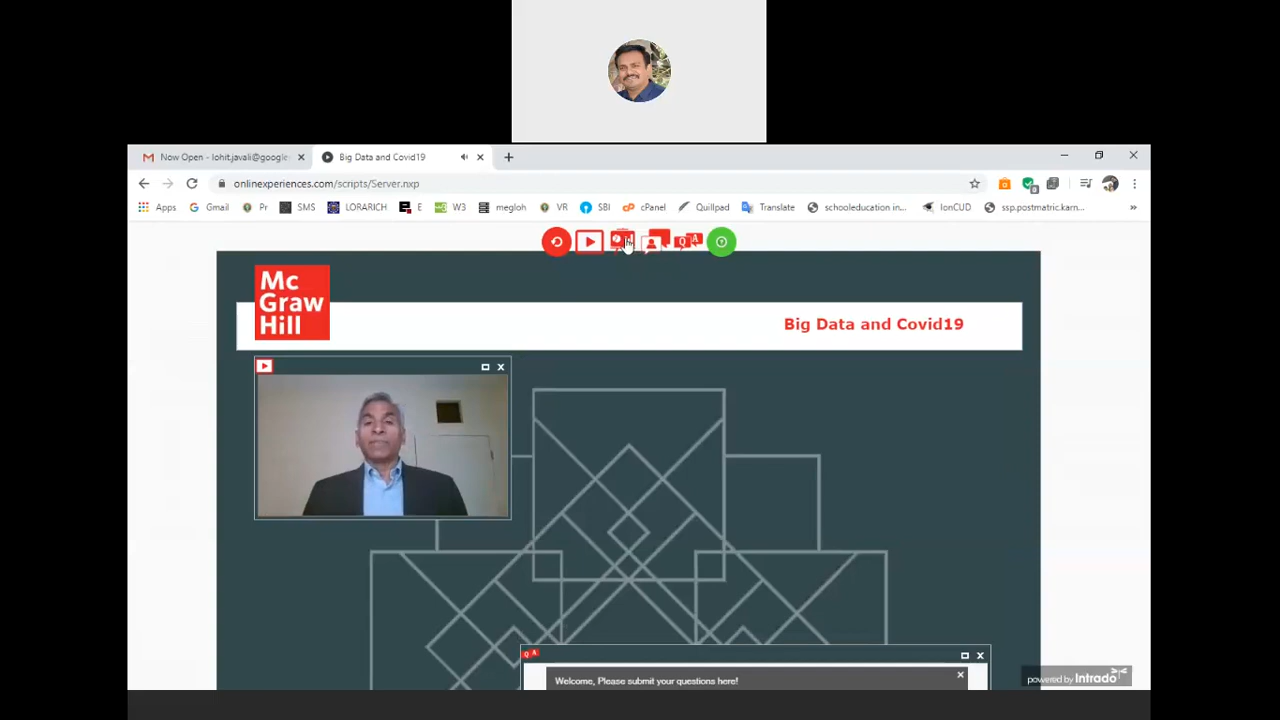 Now Open - lohit.javali@google
Big Data and Covid19
onlinexperiences.com/scripts/Server.nxp
Apps
Gmail
Pr
SMS
LORARICH
E
W3
megloh
VR
SBI
cPanel
Quillpad
Translate
schooleducation in...
IonCUD
ssp.postmatric.karn...
Q A
Mc
Graw
Hill
Big Data and Covid19
Q A
Welcome, Please submit your questions here!
powered by Intrado